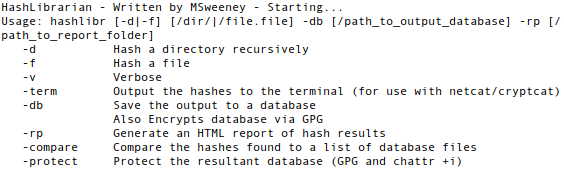 HashLibrarian - Written by MSweeney - Starting...
Usage: hashlibr [-d|-f] [/dir/|/file.file] -db [/path_to_output_database] -rp [/
path_to_report_folder]
-d Hash a directory recursively
-f Hash a file
-v Verbose
-term Output the hashes to the terminal (for use with netcat/cryptcat)
-db Save the output to a database
Also Encrypts database via GPG
-rp Generate an HTML report of hash results
-compare Compare the hashes found to a list of database files
-protect Protect the resultant database (GPG and chattr +i)